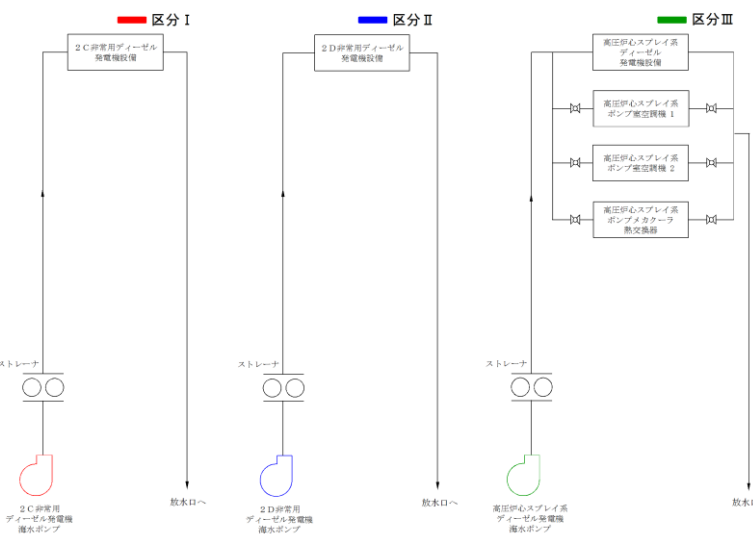 区分Ⅰ
2C非常用ディーゼル
発電機設備
ストレーナ
2C非常用
ディーゼル発電機
海水ポンプ
放水口へ
区分Ⅱ
2D非常用ディーゼル
発電機設備
ストレーナ
2D非常用
ディーゼル発電機
海水ポンプ
放水口へ
区分Ⅲ
高圧炉心スプレイ系
ディーゼル
発電機設備
高圧炉心スプレイ系
ポンプ室空調機 1
高圧炉心スプレイ系
ポンプ室空調機 2
高圧炉心スプレイ系
ポンプメカクーラ
熱交換器
ストレーナ
高圧炉心スプレイ系
ディーゼル発電機
海水ポンプ
放水口